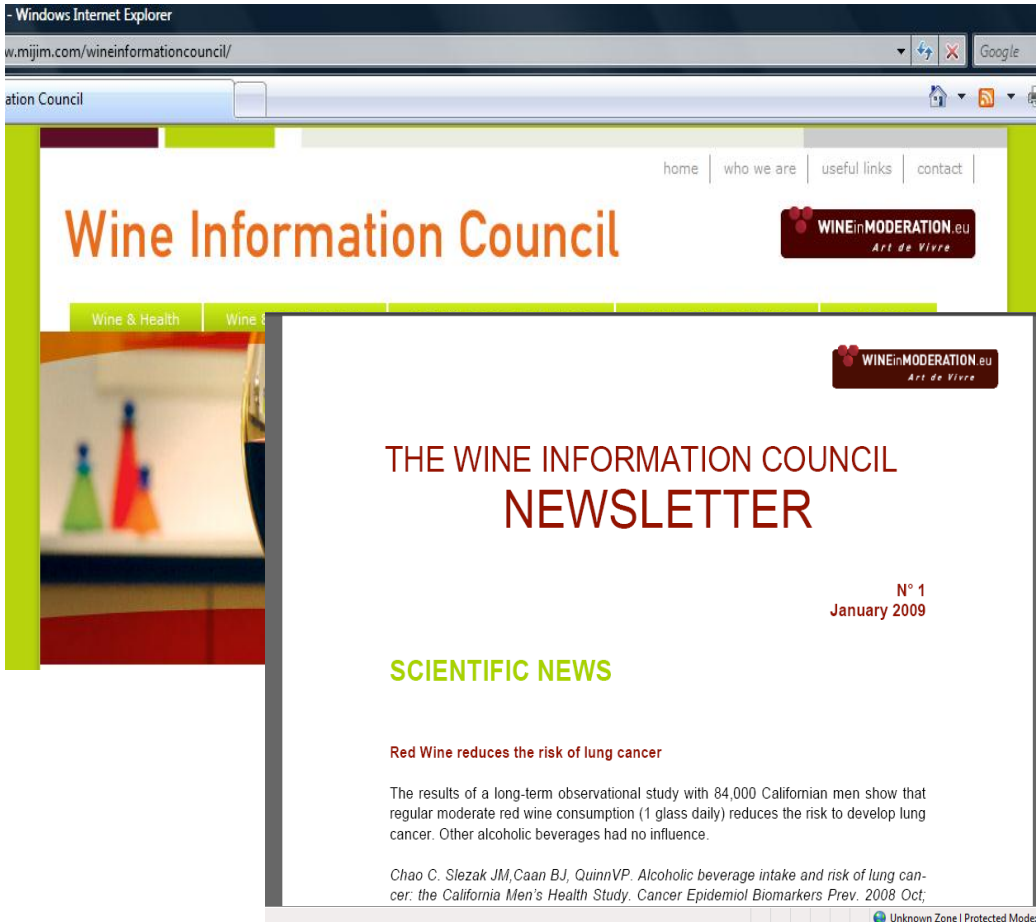 - Windows Internet Explorer
w.mijim.com/wineinformationcouncil/
Google
ation Council
home who we are useful links contact
Wine Information Council
WINEinMODERATION.eu
Art de Vivre
Wine & Health Wine &
WINEinMODERATION.eu
Art de Vivre
THE WINE INFORMATION COUNCIL
NEWSLETTER
N° 1
January 2009
SCIENTIFIC NEWS
Red Wine reduces the risk of lung cancer
The results of a long-term observational study with 84,000 Californian men show that
regular moderate red wine consumption (1 glass daily) reduces the risk to develop lung
cancer. Other alcoholic beverages had no influence.
Chao C. Slezak JM,Caan BJ, QuinnVP. Alcoholic beverage intake and risk of lung can-
cer: the California Men's Health Study. Cancer Epidemiol Biomarkers Prev. 2008 Oct;
Unknown Zone | Protected Mode